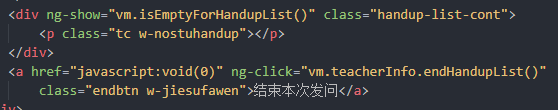 <div ng-show="vm.isEmptyForHandupList()" class="handup-list-cont">
<p class="tc w-nostuhandup"></p>
</div>
<a href="javascript:void(0)" ng-click="vm.teacherInfo.endHandupList()"
class="endbtn w-jiesufawen">结束本次发问</a>